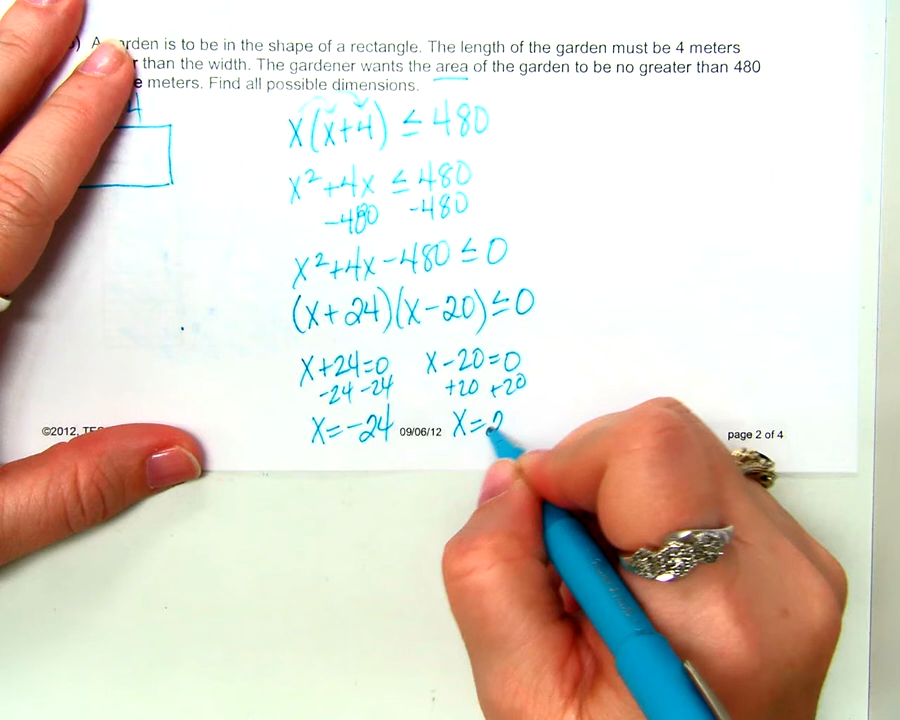 ) A garden is to be in the shape of a rectangle. The length of the garden must be 4 meters
than the width. The gardener wants the area of the garden to be no greater than 480
meters. Find all possible dimensions.
4
x(x+4) ≤ 480
x²+4x ≤ 480
-480 -480
x²+4x-480 ≤ 0
(x+24)(x-20) ≤ 0
x+24=0 x-20=0
-24 -24 +20 +20
x=-24 x=2
©2012, TES 09/06/12 page 2 of 4